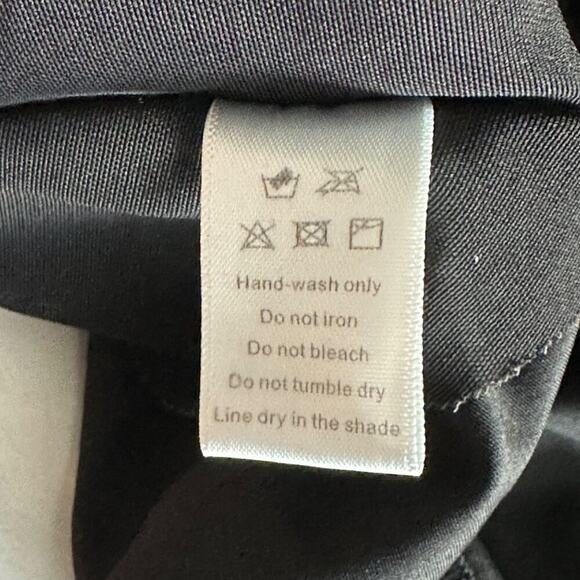 Hand-wash only
Do not iron
Do not bleach
Do not tumble dry
Line dry in the shade